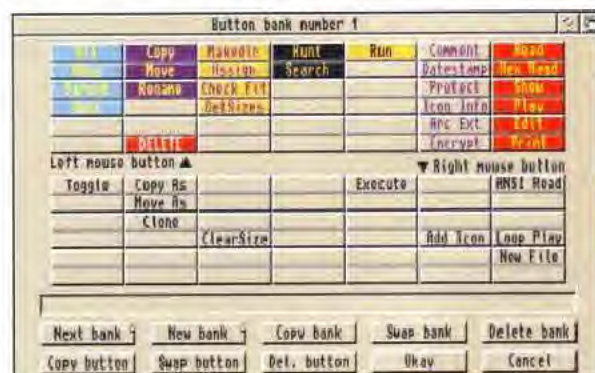 Button bank number 1
All Copy Makedir Hunt Run Comment Read
None Move Assign Search Datestamp Hex Read
Rename Check Fit Protect Show
GetSizes Icon Info Play
Arc Ext Edit
DELETE Encrypt Print
Left mouse button ▲ ▼ Right mouse button
Toggle Copy As Execute ANSI Read
Move As
Clone
ClearSize Add Icon Loop Play
New File
Next bank New bank Copy bank Swap bank Delete bank
Copy button Swap button Del. button Okay Cancel